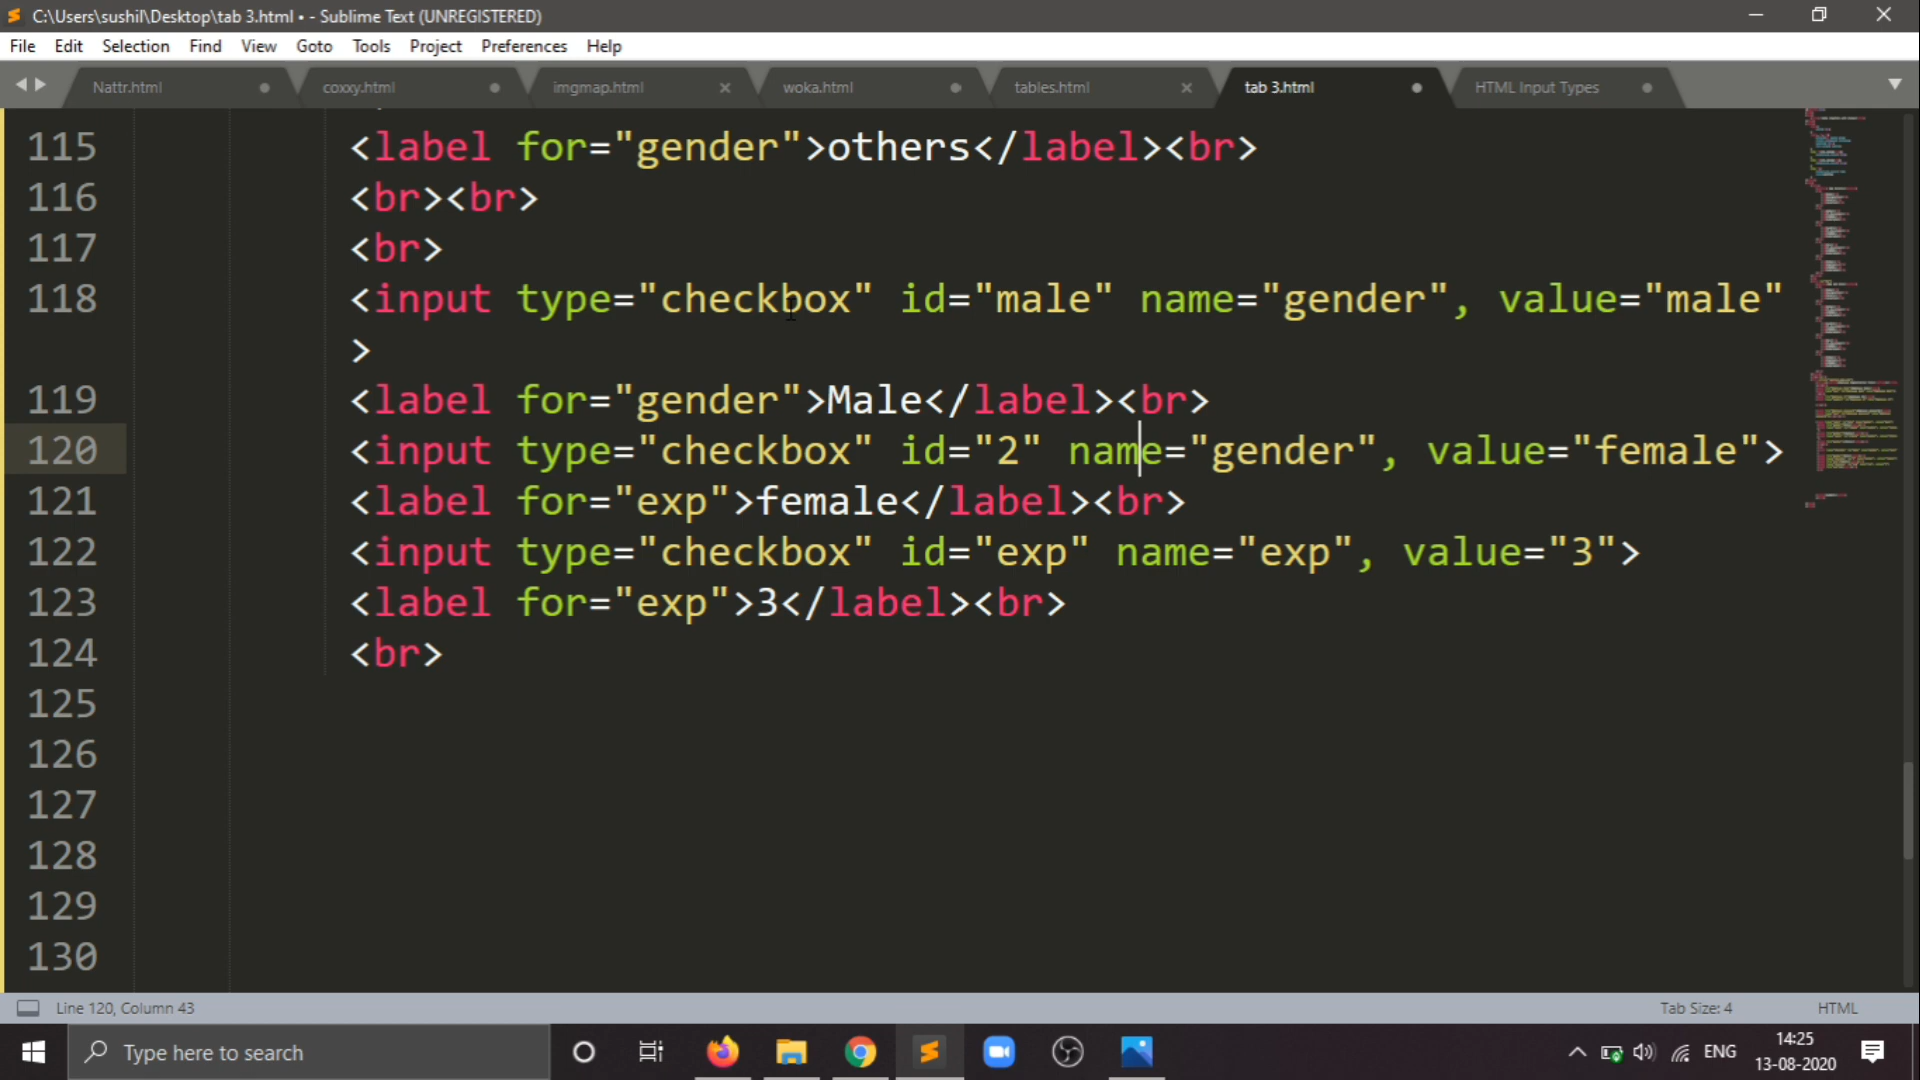 C:\Users\sushil\Desktop\tab 3.html • - Sublime Text (UNREGISTERED)
File Edit Selection Find View Goto Tools Project Preferences Help
Nattr.html coxxy.html imgmap.html woka.html tables.html tab 3.html HTML Input Types
115 <label for="gender">others</label><br>
116 <br><br>
117 <br>
118 <input type="checkbox" id="male" name="gender", value="male"
>
119 <label for="gender">Male</label><br>
120 <input type="checkbox" id="2" name="gender", value="female">
121 <label for="exp">female</label><br>
122 <input type="checkbox" id="exp" name="exp", value="3">
123 <label for="exp">3</label><br>
124 <br>
125
126
127
128
129
130
Line 120, Column 43 Tab Size: 4 HTML
Type here to search ENG 14:25
13-08-2020